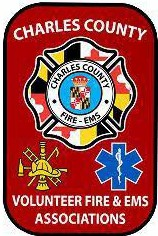 CHARLES COUNTY
CHARLES COUNTY
FIRE - EMS
VOLUNTEER FIRE & EMS
ASSOCIATIONS